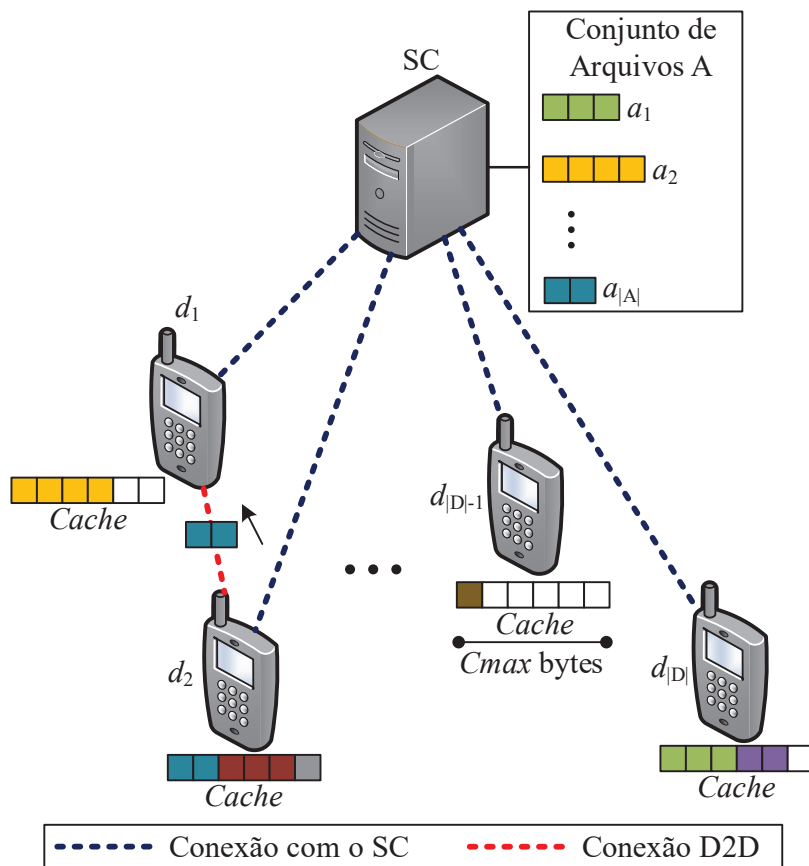 SC
Conjunto de
Arquivos A
a1
a2
a|A|
d1
Cache
d|D|-1
Cache
Cmax bytes
d2
Cache
d|D|
Cache
Conexão com o SC
Conexão D2D